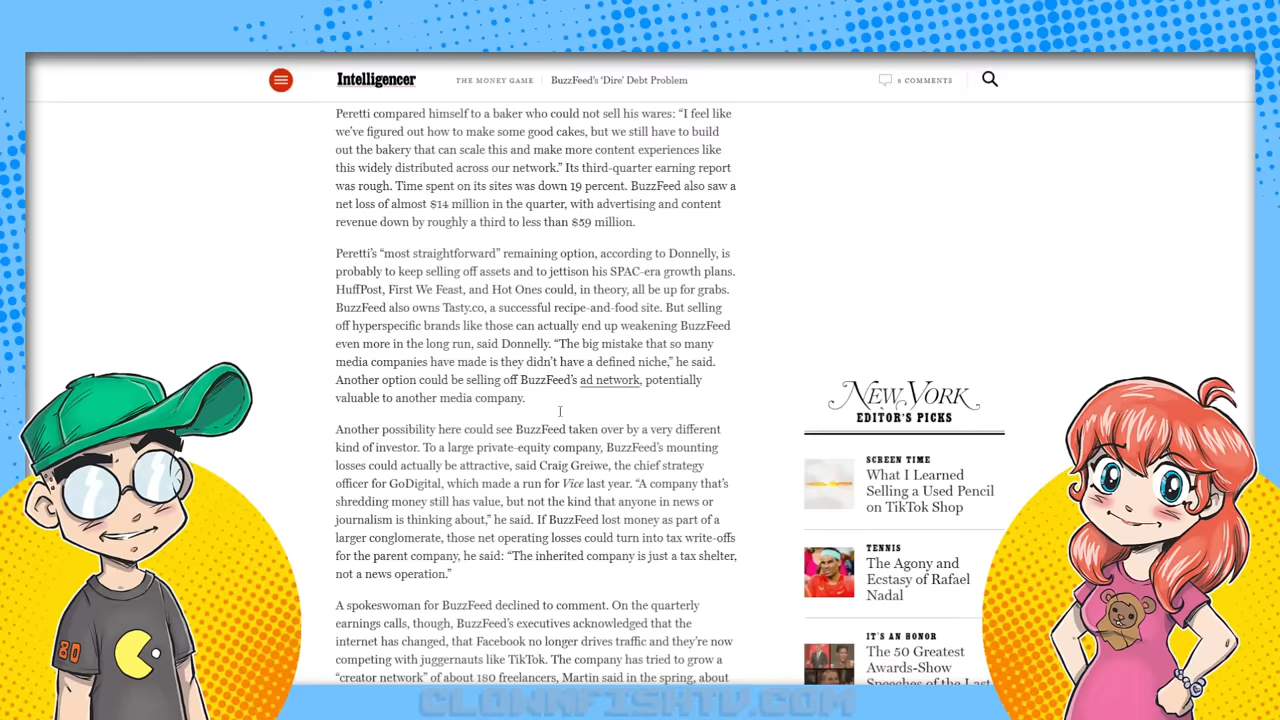 Intelligencer
THE MONEY GAME
BuzzFeed's 'Dire' Debt Problem
8 COMMENTS
Peretti compared himself to a baker who could not sell his wares: “I feel like
we’ve figured out how to make some good cakes, but we still have to build
out the bakery that can scale this and make more content experiences like
this widely distributed across our network.” Its third-quarter earning report
was rough. Time spent on its sites was down 19 percent. BuzzFeed also saw a
net loss of almost $14 million in the quarter, with advertising and content
revenue down by roughly a third to less than $59 million.
Peretti’s “most straightforward” remaining option, according to Donnelly, is
probably to keep selling off assets and to jettison his SPAC-era growth plans.
HuffPost, First We Feast, and Hot Ones could, in theory, all be up for grabs.
BuzzFeed also owns Tasty.co, a successful recipe-and-food site. But selling
off hyperspecific brands like those can actually end up weakening BuzzFeed
even more in the long run, said Donnelly. “The big mistake that so many
media companies have made is they didn’t have a defined niche,” he said.
Another option could be selling off BuzzFeed’s ad network, potentially
valuable to another media company.
Another possibility here could see BuzzFeed taken over by a very different
kind of investor. To a large private-equity company, BuzzFeed’s mounting
losses could actually be attractive, said Craig Greiwe, the chief strategy
officer for GoDigital, which made a run for Vice last year. “A company that’s
shredding money still has value, but not the kind that anyone in news or
journalism is thinking about,” he said. If BuzzFeed lost money as part of a
larger conglomerate, those net operating losses could turn into tax write-offs
for the parent company, he said: “The inherited company is just a tax shelter,
not a news operation.”
A spokeswoman for BuzzFeed declined to comment. On the quarterly
earnings calls, though, BuzzFeed’s executives acknowledged that the
internet has changed, that Facebook no longer drives traffic and they’re now
competing with juggernauts like TikTok. The company has tried to grow a
“creator network” of about 180 freelancers, Martin said in the spring, about
NEW YORK
EDITOR'S PICKS
SCREEN TIME
What I Learned
Selling a Used Pencil
on TikTok Shop
TENNIS
The Agony and
Ecstasy of Rafael
Nadal
IT'S AN HONOR
The 50 Greatest
Awards-Show
Speeches of the Last
80
CLOWNFISHTV.COM